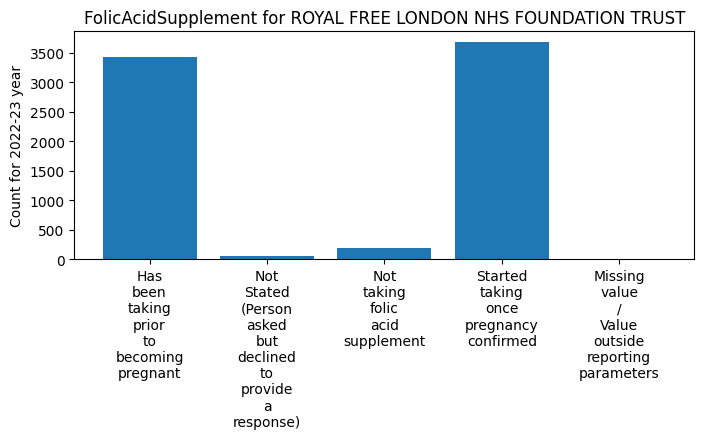 FolicAcidSupplement for ROYAL FREE LONDON NHS FOUNDATION TRUST
Count for 2022-23 year
3500
3000
2500
2000
1500
1000
500
0
Has
been
taking
prior
to
becoming
pregnant
Not
Stated
(Person
asked
but
declined
to
provide
a
response)
Not
taking
folic
acid
supplement
Started
taking
once
pregnancy
confirmed
Missing
value
/
Value
outside
reporting
parameters